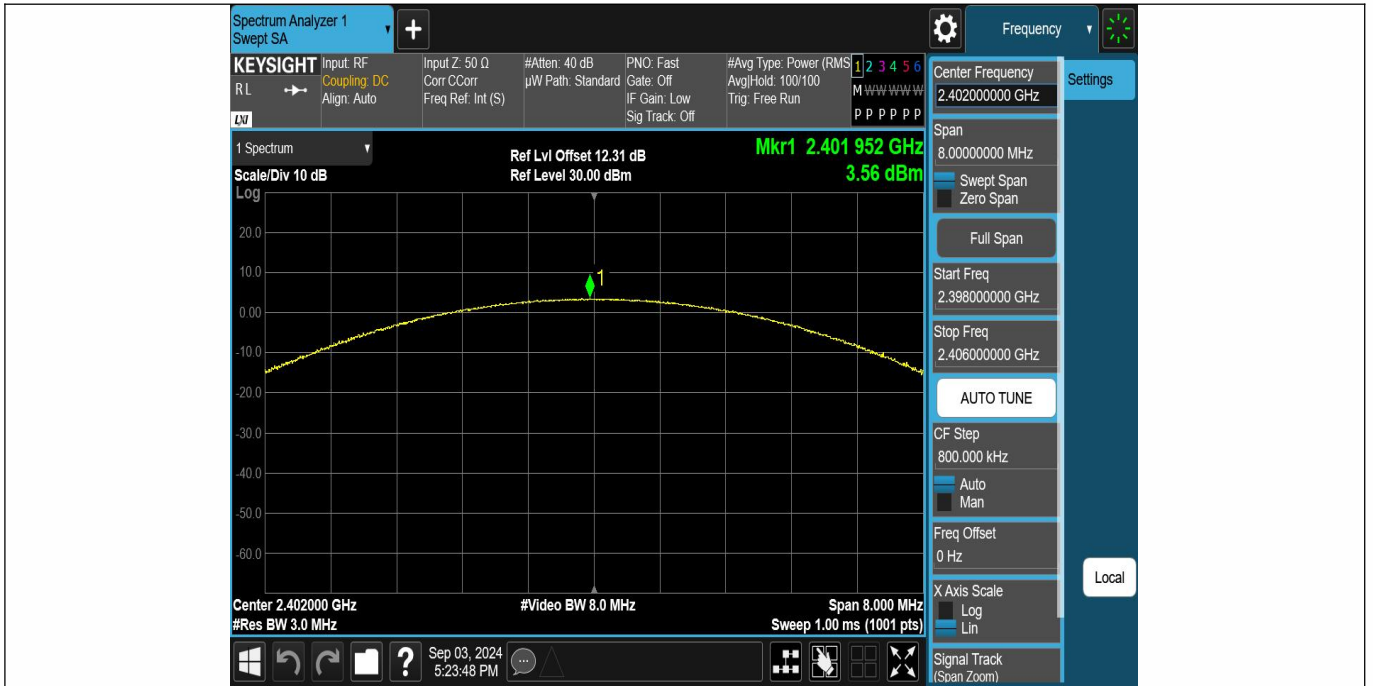 Spectrum Analyzer 1
Swept SA
+
Frequency
KEYSIGHT
RL
LXI
Input: RF
Coupling: DC
Align: Auto
Input Z: 50 Ω
Corr CCorr
Freq Ref: Int (S)
#Atten: 40 dB
µW Path: Standard
PNO: Fast
Gate: Off
IF Gain: Low
Sig Track: Off
#Avg Type: Power (RMS
Avg|Hold: 100/100
Trig: Free Run
1 2 3 4 5 6
M W W W W W
P P P P P P
1 Spectrum
Scale/Div 10 dB
Ref Lvl Offset 12.31 dB
Ref Level 30.00 dBm
Mkr1 2.401 952 GHz
3.56 dBm
Log
20.0
10.0
0.00
-10.0
-20.0
-30.0
-40.0
-50.0
-60.0
1
Center 2.402000 GHz
#Res BW 3.0 MHz
#Video BW 8.0 MHz
Span 8.000 MHz
Sweep 1.00 ms (1001 pts)
?
Sep 03, 2024
5:23:48 PM
Center Frequency
2.402000000 GHz
Settings
Span
8.00000000 MHz
Swept Span
Zero Span
Full Span
Start Freq
2.398000000 GHz
Stop Freq
2.406000000 GHz
AUTO TUNE
CF Step
800.000 kHz
Auto
Man
Freq Offset
0 Hz
X Axis Scale
Log
Lin
Local
Signal Track
(Span Zoom)